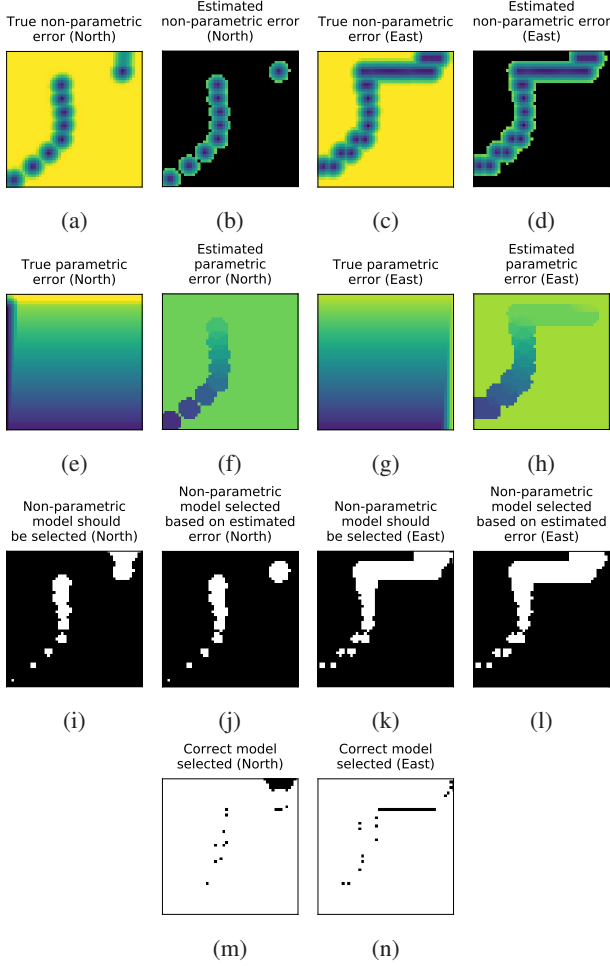 True non-parametric
error (North)
Estimated
non-parametric error
(North)
True non-parametric
error (East)
Estimated
non-parametric error
(East)
(a)
(b)
(c)
(d)
True parametric
error (North)
Estimated
parametric
error (North)
True parametric
error (East)
Estimated
parametric
error (East)
(e)
(f)
(g)
(h)
Non-parametric
model should
be selected (North)
Non-parametric
model selected
based on estimated
error (North)
Non-parametric
model should
be selected (East)
Non-parametric
model selected
based on estimated
error (East)
(i)
(j)
(k)
(l)
Correct model
selected (North)
Correct model
selected (East)
(m)
(n)